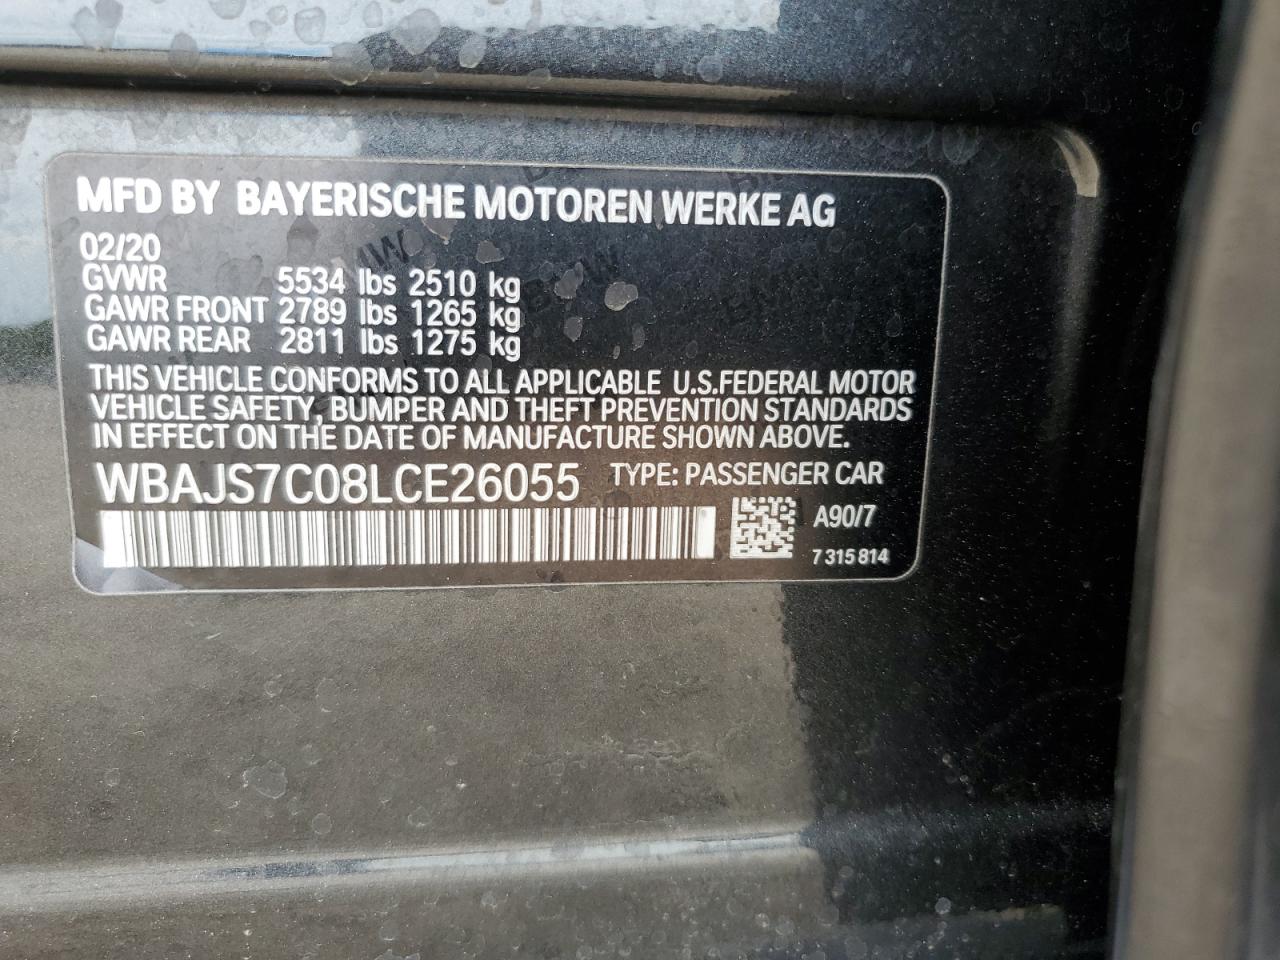 MFD BY BAYERISCHE MOTOREN WERKE AG
02/20
GVWR 5534 lbs 2510 kg
GAWR FRONT 2789 lbs 1265 kg
GAWR REAR 2811 lbs 1275 kg
THIS VEHICLE CONFORMS TO ALL APPLICABLE U.S.FEDERAL MOTOR
VEHICLE SAFETY, BUMPER AND THEFT PREVENTION STANDARDS
IN EFFECT ON THE DATE OF MANUFACTURE SHOWN ABOVE.
WBAJS7C08LCE26055 TYPE: PASSENGER CAR
A90/7
7 315 814